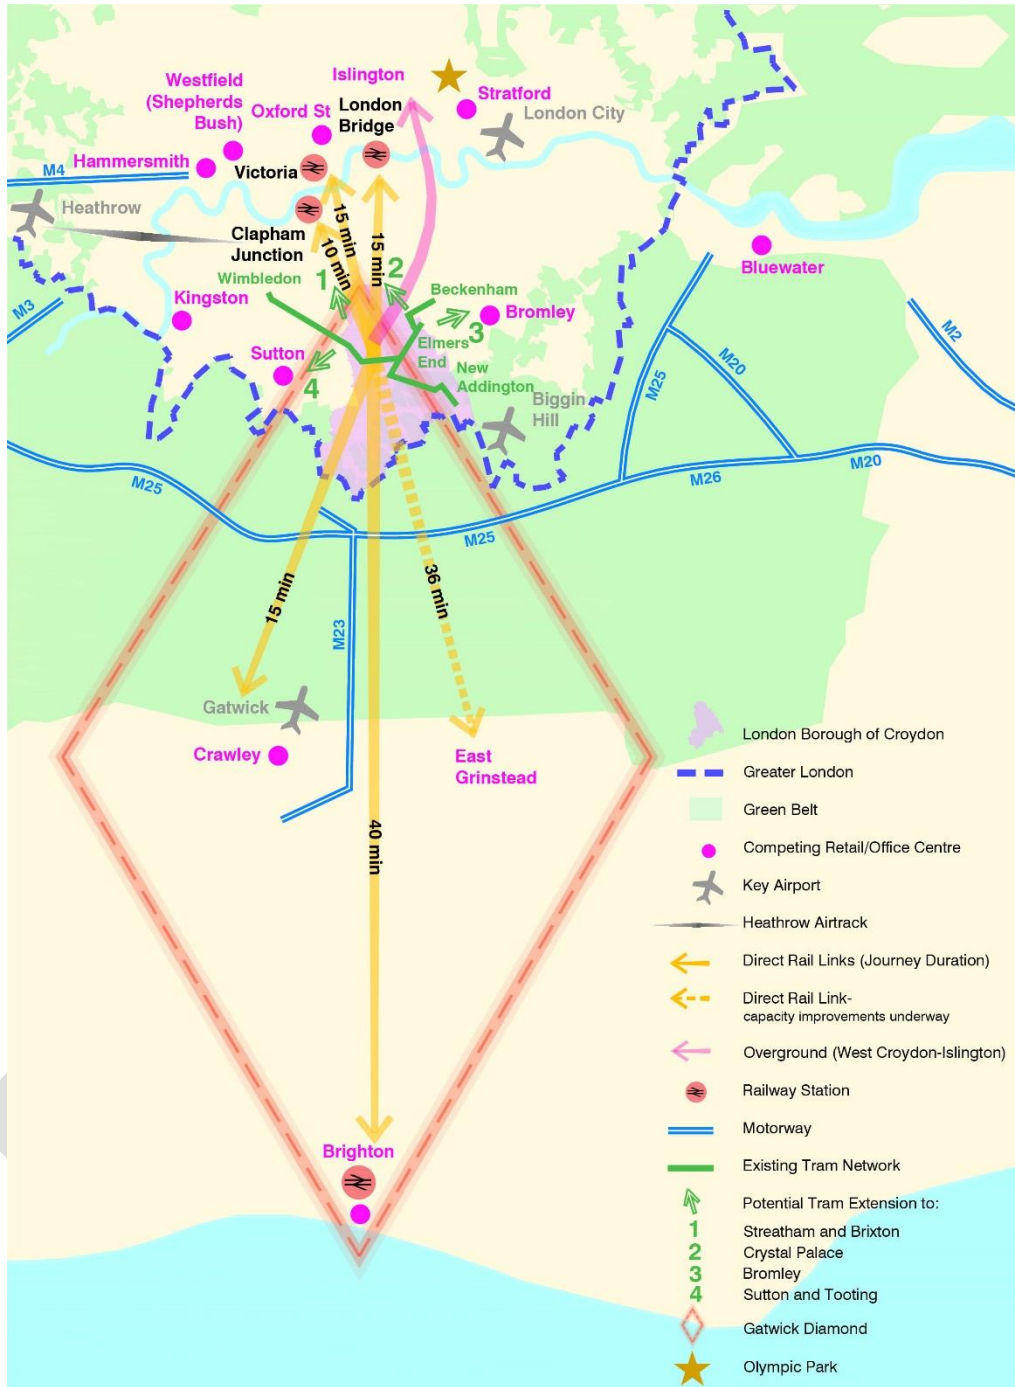 Islington
Westfield
(Shepherds
Bush)
Oxford St
London
Bridge
Stratford
London City
Hammersmith
M4
Victoria
Heathrow
Clapham
Junction
15 min
10 min
15 min
Bluewater
Wimbledon
1
2
Beckenham
M3
Kingston
Bromley
3
Elmers
End
Sutton
4
New
Addington
Biggin
Hill
M25
M20
M2
M25
M26
M20
M25
15 min
36 min
M23
Gatwick
Crawley
East
Grinstead
40 min
Brighton
London Borough of Croydon
Greater London
Green Belt
Competing Retail/Office Centre
Key Airport
Heathrow Airtrack
Direct Rail Links (Journey Duration)
Direct Rail Link-
capacity improvements underway
Overground (West Croydon-Islington)
Railway Station
Motorway
Existing Tram Network
Potential Tram Extension to:
1 Streatham and Brixton
2 Crystal Palace
3 Bromley
4 Sutton and Tooting
Gatwick Diamond
Olympic Park